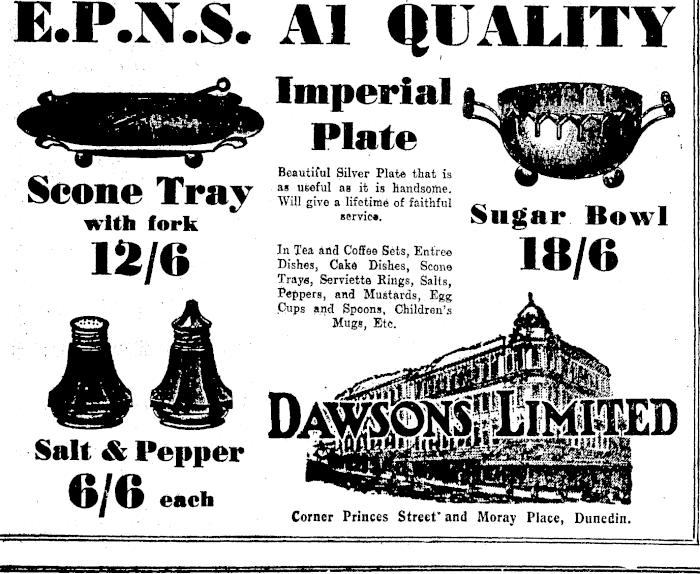 E.P.N.S. A1 QUALITY
Scone Tray
with fork
12/6
Imperial
Plate
Beautiful Silver Plate that is
as useful as it is handsome.
Will give a lifetime of faithful
service.
In Tea and Coffee Sets, Entree
Dishes, Cake Dishes, Scone
Trays, Serviette Rings, Salts,
Peppers, and Mustards, Egg
Cups and Spoons, Children's
Mugs, Etc.
Sugar Bowl
18/6
Salt & Pepper
6/6 each
DAWSONS LIMITED
Corner Princes Street and Moray Place, Dunedin.